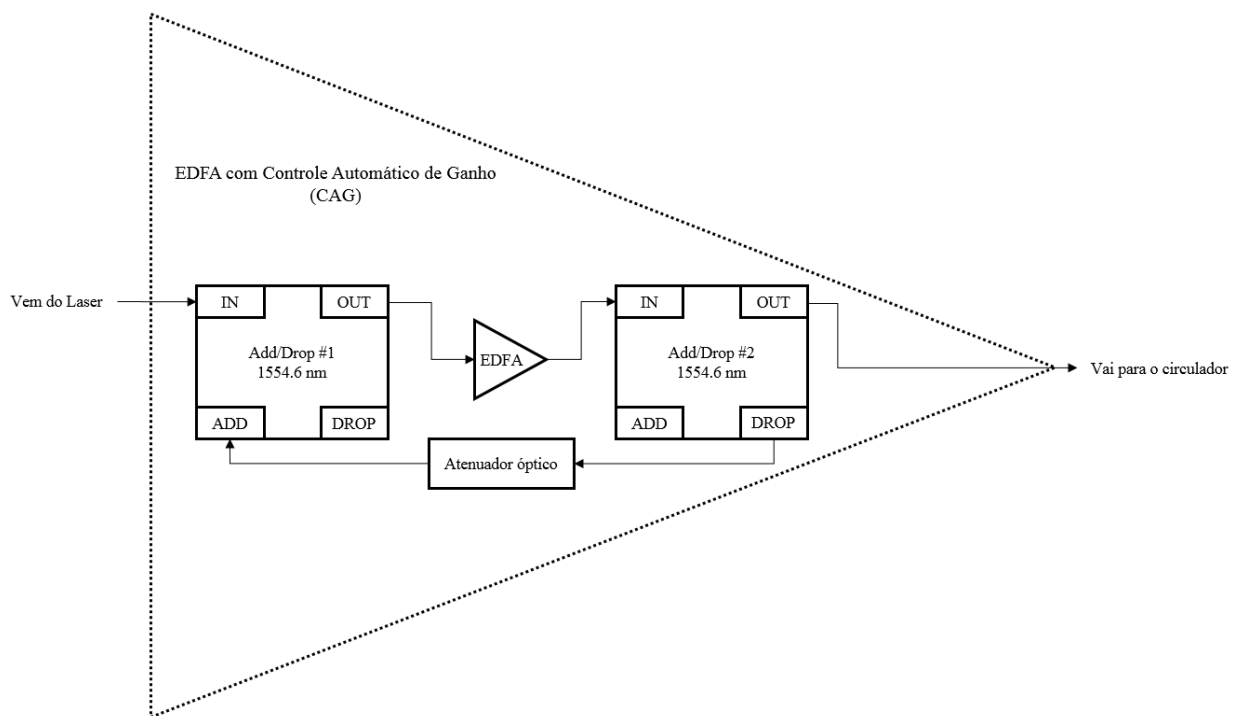 EDFA com Controle Automático de Ganho
(CAG)
Vem do Laser
IN
OUT
Add/Drop #1
1554.6 nm
ADD
DROP
EDFA
IN
OUT
Add/Drop #2
1554.6 nm
ADD
DROP
Atenuador óptico
Vai para o circulador